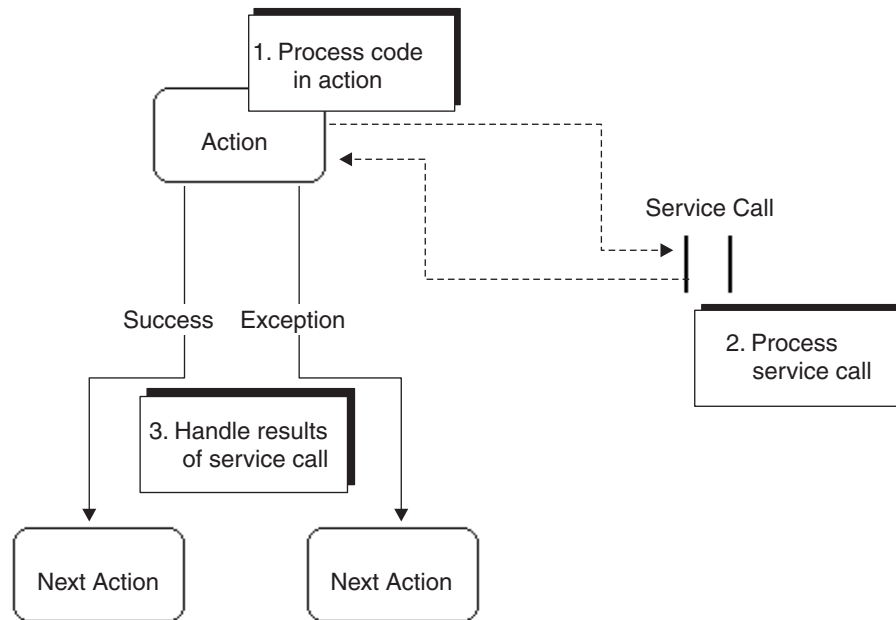 1. Process code
in action
Action
Service Call
Success
Exception
2. Process
service call
3. Handle results
of service call
Next Action
Next Action